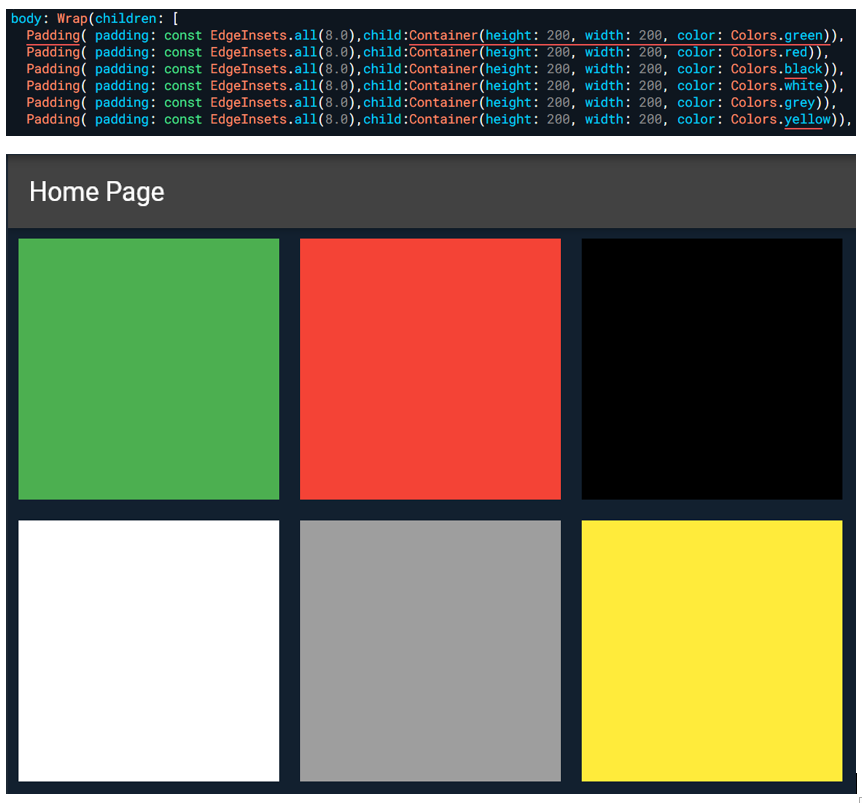 body: Wrap(children: [
Padding( padding: const EdgeInsets.all(8.0),child:Container(height: 200, width: 200, color: Colors.green)),
Padding( padding: const EdgeInsets.all(8.0),child:Container(height: 200, width: 200, color: Colors.red)),
Padding( padding: const EdgeInsets.all(8.0),child:Container(height: 200, width: 200, color: Colors.black)),
Padding( padding: const EdgeInsets.all(8.0),child:Container(height: 200, width: 200, color: Colors.white)),
Padding( padding: const EdgeInsets.all(8.0),child:Container(height: 200, width: 200, color: Colors.grey)),
Padding( padding: const EdgeInsets.all(8.0),child:Container(height: 200, width: 200, color: Colors.yellow)),
Home Page